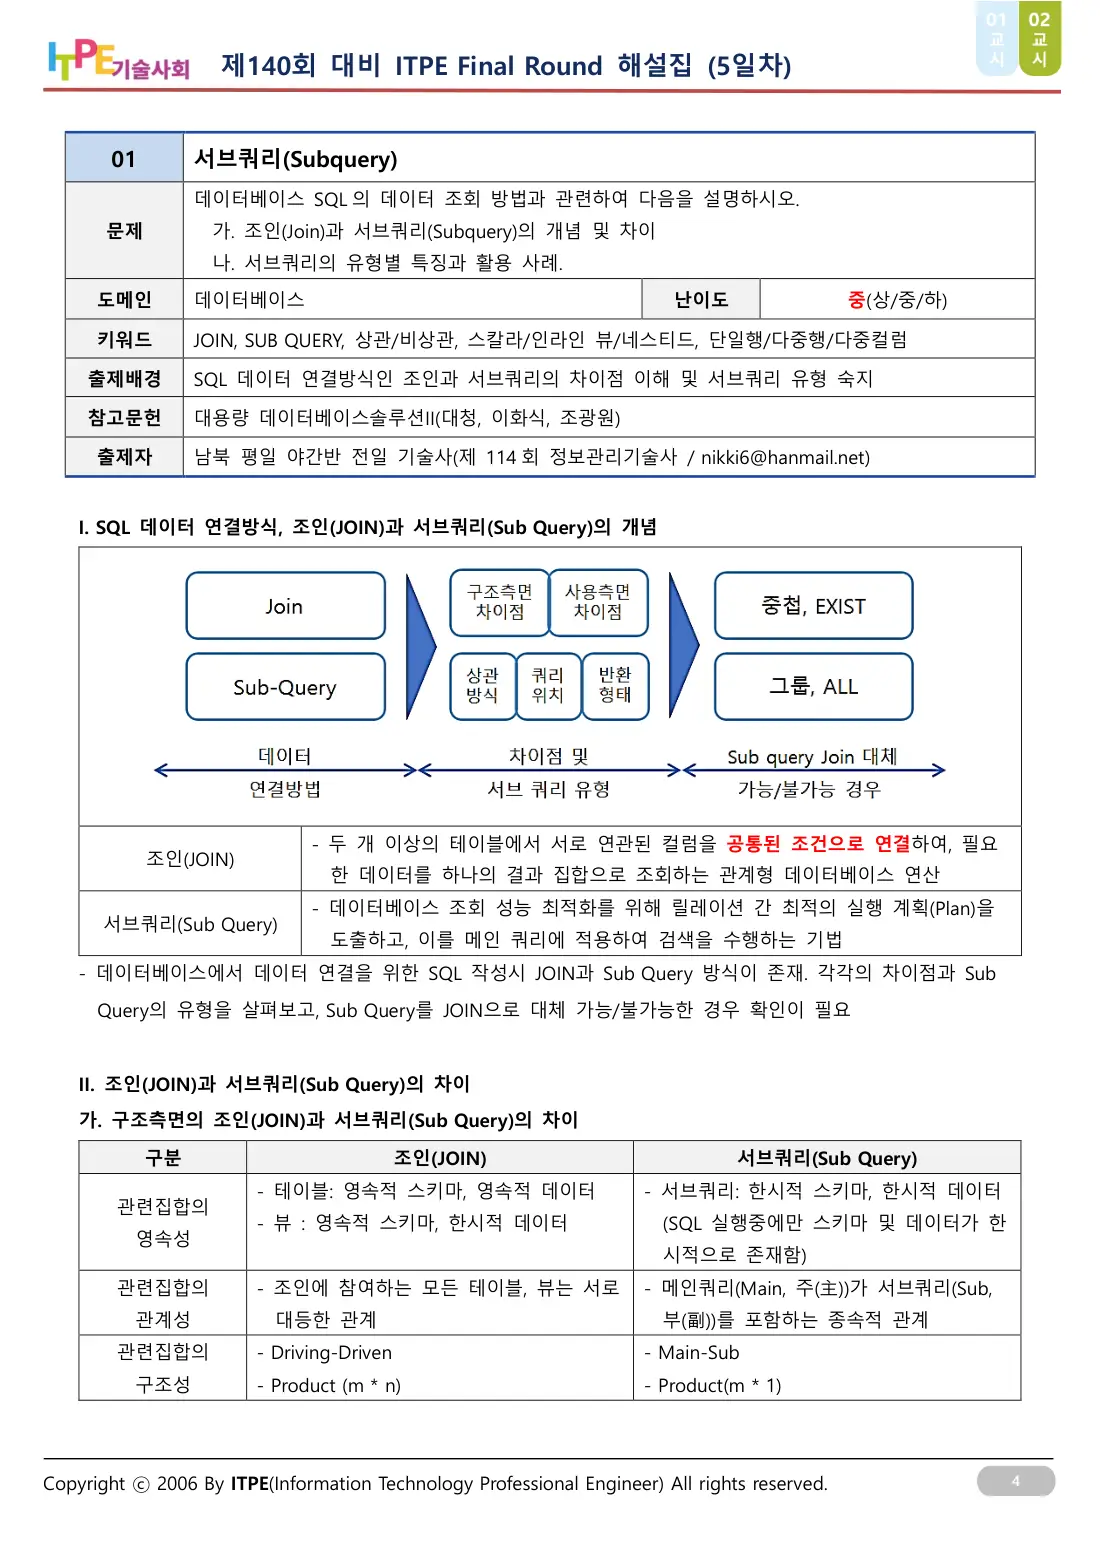 01
교
시
02
교
시
ITPE기술사회 제140회 대비 ITPE Final Round 해설집 (5일차)
01 서브쿼리(Subquery)
문제
데이터베이스 SQL의 데이터 조회 방법과 관련하여 다음을 설명하시오.
가. 조인(Join)과 서브쿼리(Subquery)의 개념 및 차이
나. 서브쿼리의 유형별 특징과 활용 사례.
도메인 데이터베이스 난이도 중(상/중/하)
키워드 JOIN, SUB QUERY, 상관/비상관, 스칼라/인라인 뷰/네스티드, 단일행/다중행/다중컬럼
출제배경 SQL 데이터 연결방식인 조인과 서브쿼리의 차이점 이해 및 서브쿼리 유형 숙지
참고문헌 대용량 데이터베이스솔루션II(대청, 이화식, 조광원)
출제자 남북 평일 야간반 전일 기술사(제 114회 정보관리기술사 / nikki6@hanmail.net)
I. SQL 데이터 연결방식, 조인(JOIN)과 서브쿼리(Sub Query)의 개념
Join
구조측면
차이점
사용측면
차이점
중첩, EXIST
Sub-Query
상관
방식
쿼리
위치
반환
형태
그룹, ALL
데이터
연결방법
차이점 및
서브 쿼리 유형
Sub query Join 대체
가능/불가능 경우
조인(JOIN)
- 두 개 이상의 테이블에서 서로 연관된 컬럼을 공통된 조건으로 연결하여, 필요
한 데이터를 하나의 결과 집합으로 조회하는 관계형 데이터베이스 연산
서브쿼리(Sub Query)
- 데이터베이스 조회 성능 최적화를 위해 릴레이션 간 최적의 실행 계획(Plan)을
도출하고, 이를 메인 쿼리에 적용하여 검색을 수행하는 기법
- 데이터베이스에서 데이터 연결을 위한 SQL 작성시 JOIN과 Sub Query 방식이 존재. 각각의 차이점과 Sub
Query의 유형을 살펴보고, Sub Query를 JOIN으로 대체 가능/불가능한 경우 확인이 필요
II. 조인(JOIN)과 서브쿼리(Sub Query)의 차이
가. 구조측면의 조인(JOIN)과 서브쿼리(Sub Query)의 차이
구분 조인(JOIN) 서브쿼리(Sub Query)
관련집합의
영속성
- 테이블: 영속적 스키마, 영속적 데이터
- 뷰 : 영속적 스키마, 한시적 데이터
- 서브쿼리: 한시적 스키마, 한시적 데이터
(SQL 실행중에만 스키마 및 데이터가 한
시적으로 존재함)
관련집합의
관계성
- 조인에 참여하는 모든 테이블, 뷰는 서로
대등한 관계
- 메인쿼리(Main, 주(主))가 서브쿼리(Sub,
부(副))를 포함하는 종속적 관계
관련집합의
구조성
- Driving-Driven
- Product (m * n)
- Main-Sub
- Product(m * 1)
Copyright ⓒ 2006 By ITPE(Information Technology Professional Engineer) All rights reserved.
4